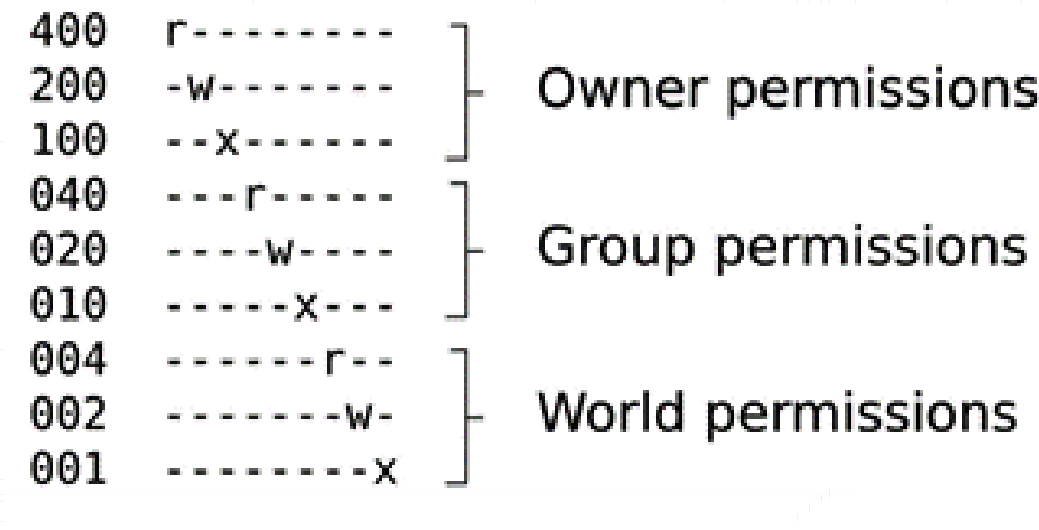 400 r--------
200 -w-------
100 --x------
Owner permissions
040 ---r-----
020 ----w----
010 -----x---
Group permissions
004 ------r--
002 -------w-
001 --------x
World permissions